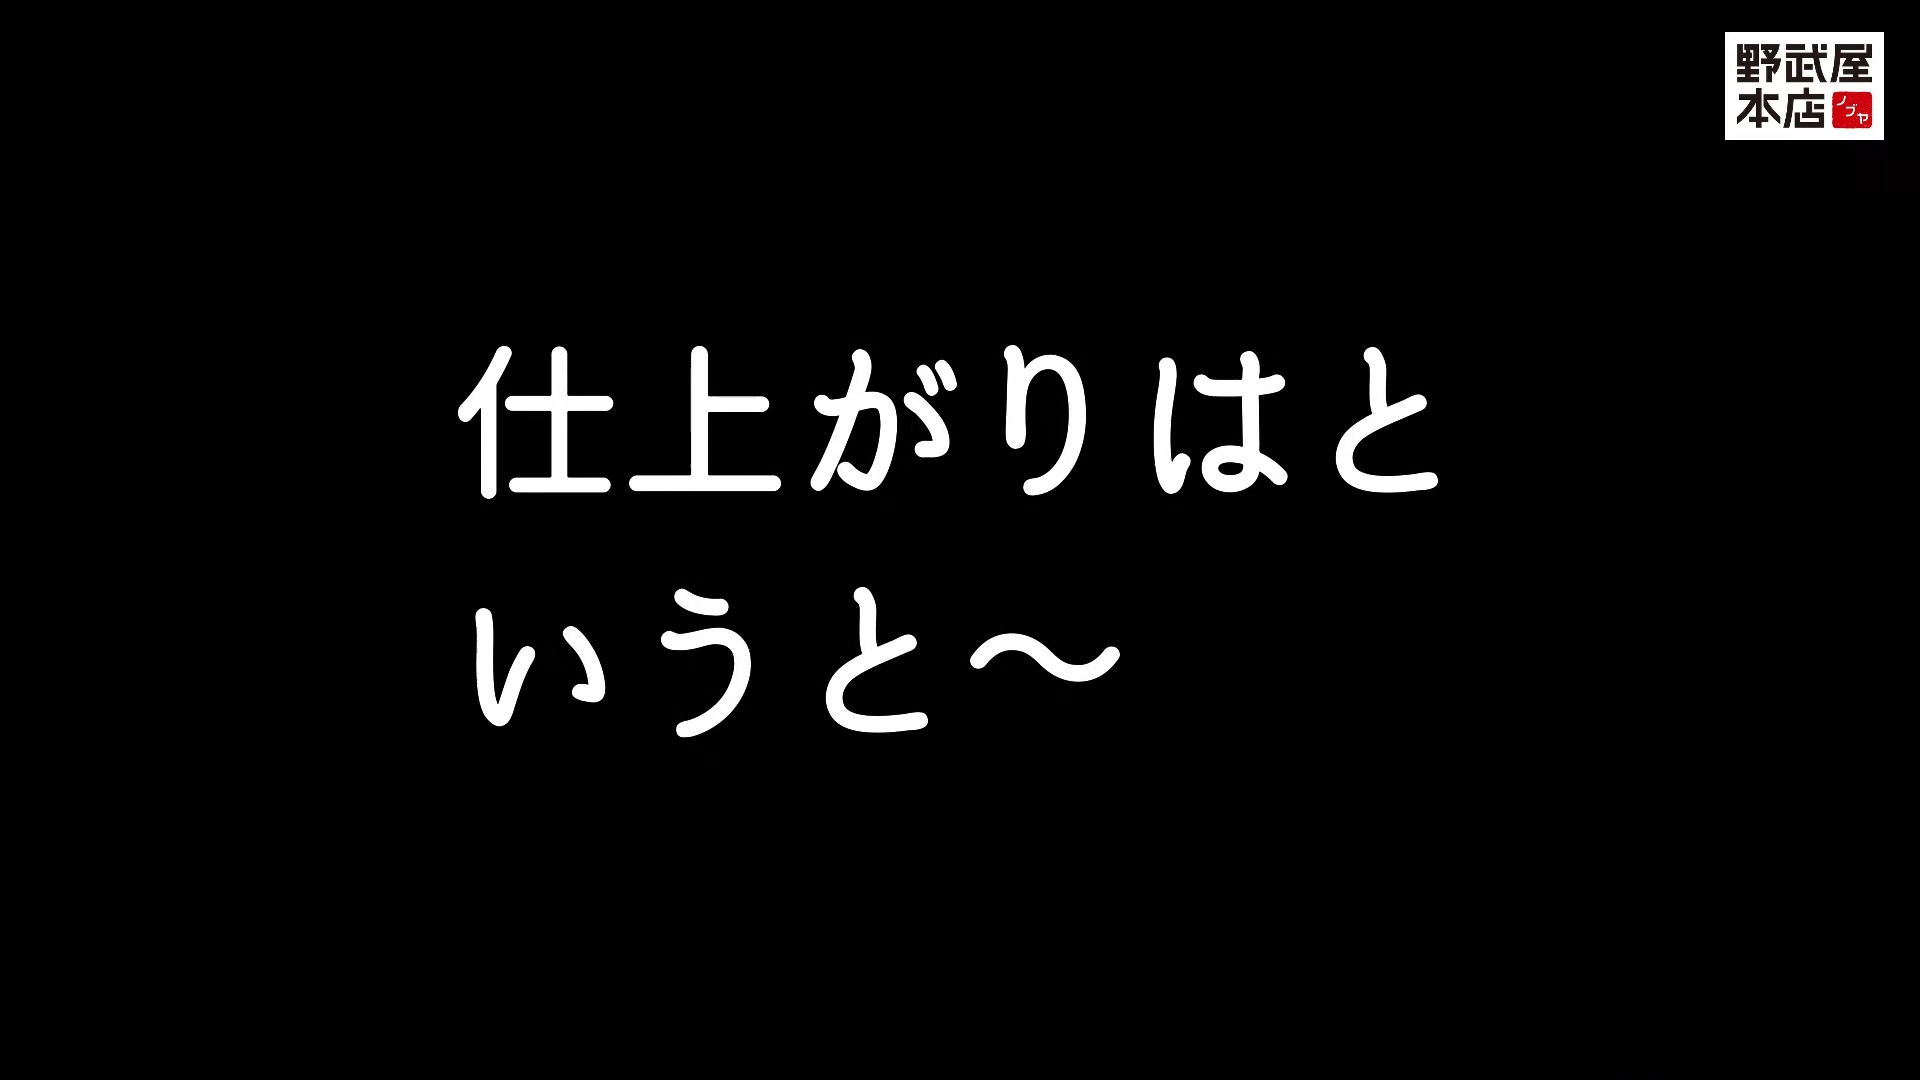 野武屋
本店 ノブヤ
仕上がりはと
いうと〜